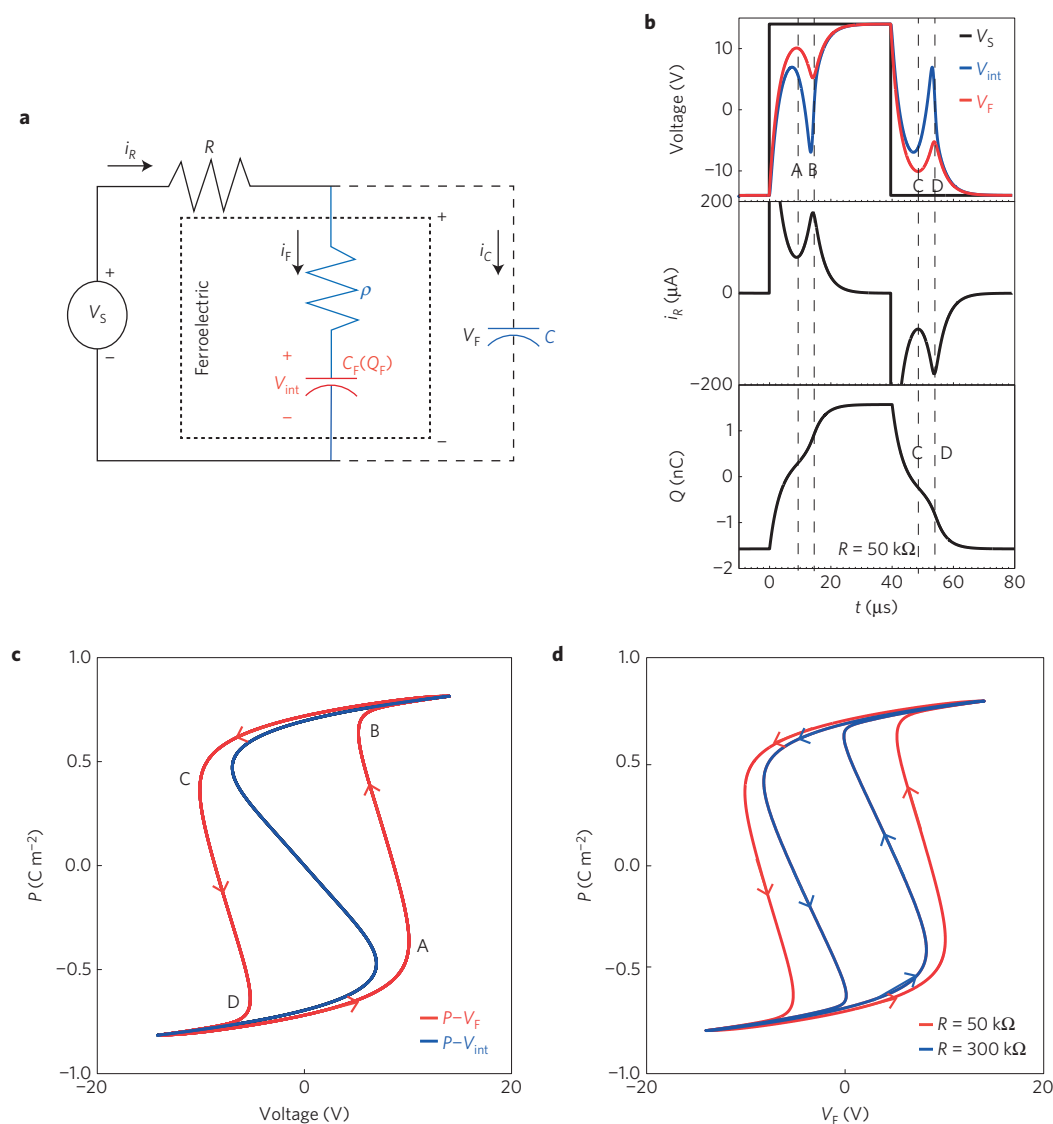 a
i_R
R
+
−
V_S
Ferroelectric
i_F
ρ
+
V_int
−
C_F(Q_F)
+
−
i_C
V_F
C
b
V_S
V_int
V_F
Voltage (V)
10
0
−10
A
B
C
D
i_R (μA)
200
0
−200
Q (nC)
1
0
−1
−2
C
D
R = 50 kΩ
0
20
40
60
80
t (μs)
c
P (C m⁻²)
1.0
0.5
0.0
−0.5
−1.0
B
C
A
D
P–V_F
P–V_int
−20
0
20
Voltage (V)
d
P (C m⁻²)
1.0
0.5
0.0
−0.5
−1.0
R = 50 kΩ
R = 300 kΩ
−20
0
20
V_F (V)